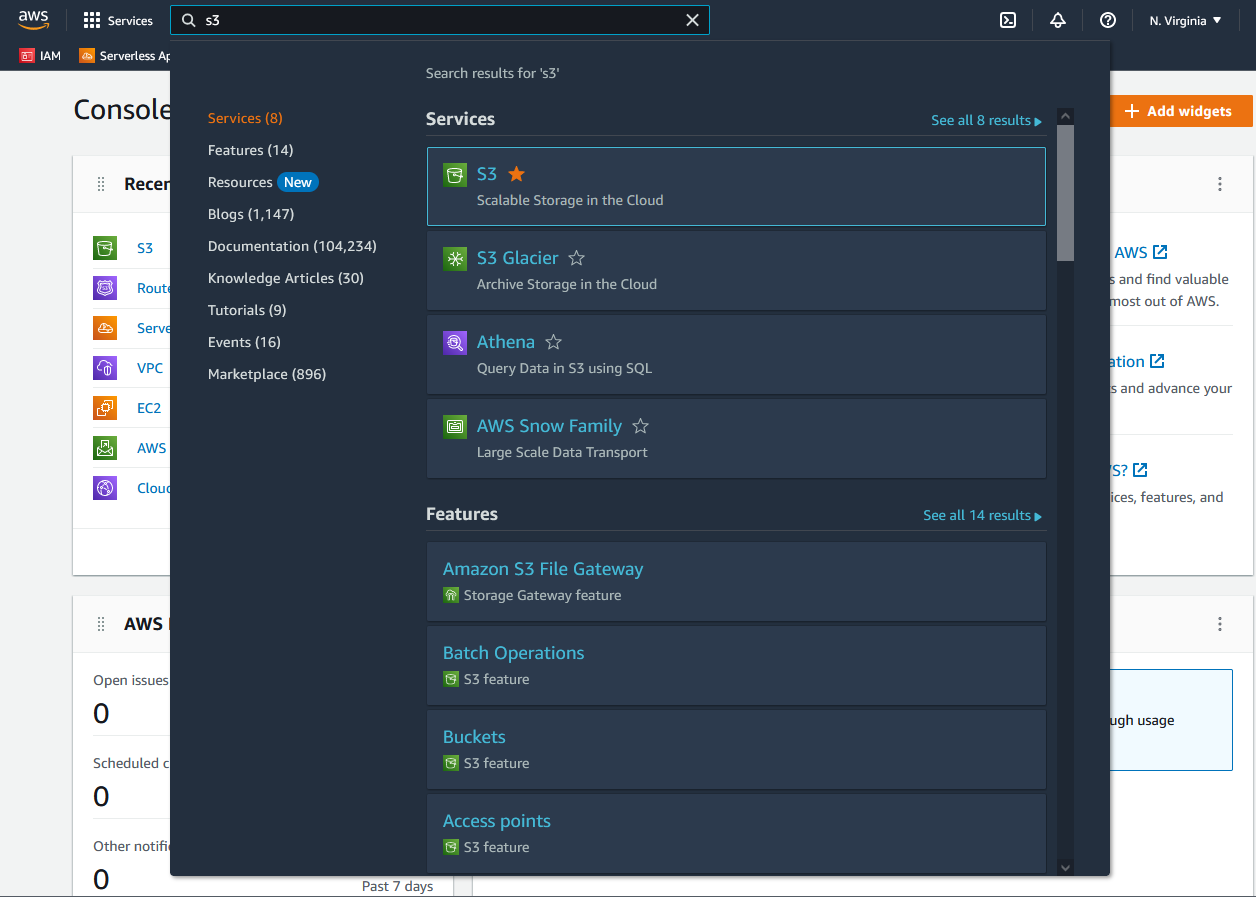 aws
Services
s3
N. Virginia
IAM
Serverless Ap
Search results for 's3'
Console
Add widgets
Services (8)
Features (14)
Resources New
Blogs (1,147)
Documentation (104,234)
Knowledge Articles (30)
Tutorials (9)
Events (16)
Marketplace (896)
Services
See all 8 results
S3
Scalable Storage in the Cloud
S3 Glacier
Archive Storage in the Cloud
Athena
Query Data in S3 using SQL
AWS Snow Family
Large Scale Data Transport
Features
See all 14 results
Amazon S3 File Gateway
Storage Gateway feature
Batch Operations
S3 feature
Buckets
S3 feature
Access points
S3 feature
Recen
S3
Route
Serve
VPC
EC2
AWS
Cloud
AWS
s and find valuable
most out of AWS.
ation
s and advance your
S?
ices, features, and
AWS
Open issues
0
Scheduled c
0
Other notific
0
Past 7 days
ugh usage